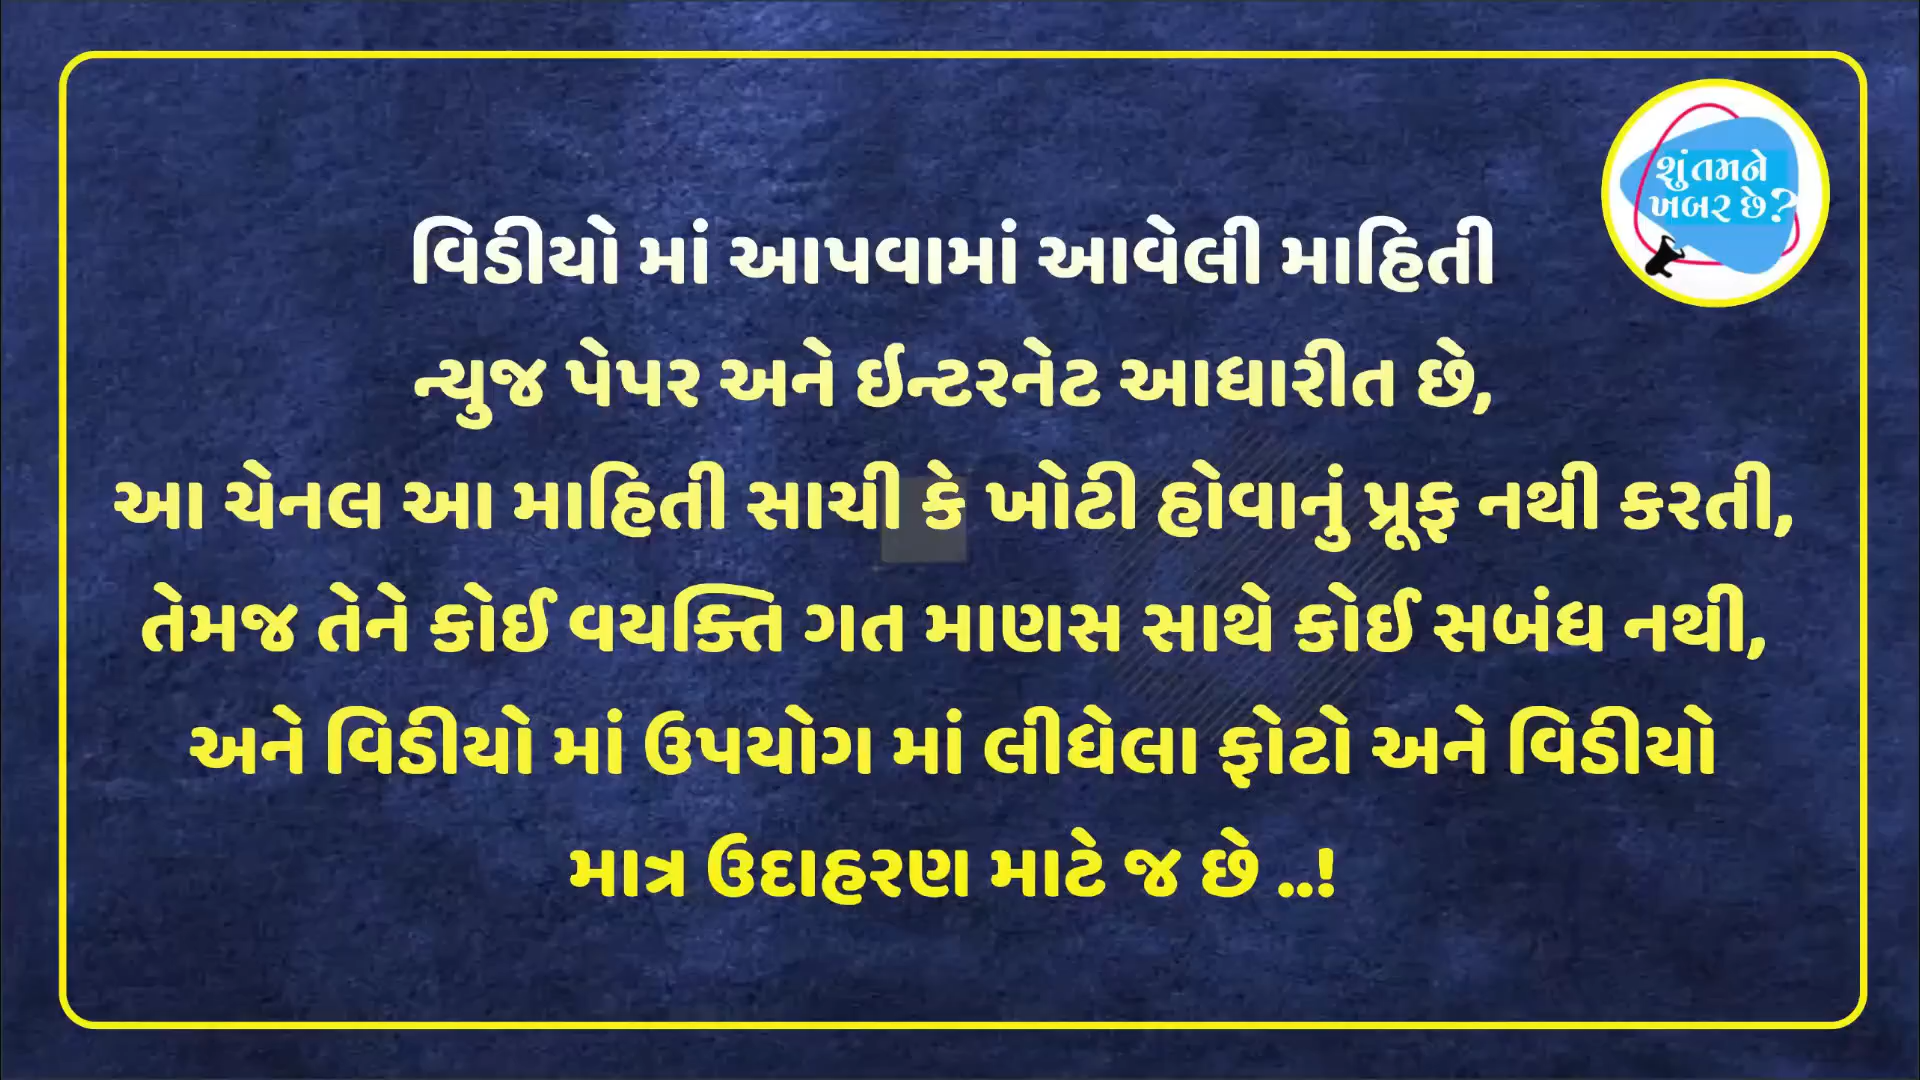 શું તમને
ખબર છે?
વિડીયો માં આપવામાં આવેલી માહિતી
ન્યુજ પેપર અને ઇન્ટરનેટ આધારીત છે,
આ ચેનલ આ માહિતી સાચી કે ખોટી હોવાનું પ્રૂફ નથી કરતી,
તેમજ તેને કોઈ વયક્તિ ગત માણસ સાથે કોઈ સબંધ નથી,
અને વિડીયો માં ઉપયોગ માં લીધેલા ફોટો અને વિડીયો
માત્ર ઉદાહરણ માટે જ છે ..!